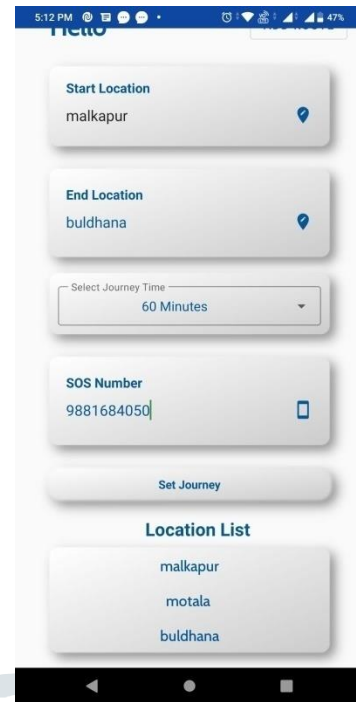 5:12 PM
47%
Hello
Start Location
malkapur
End Location
buldhana
Select Journey Time
60 Minutes
SOS Number
9881684050
Set Journey
Location List
malkapur
motala
buldhana